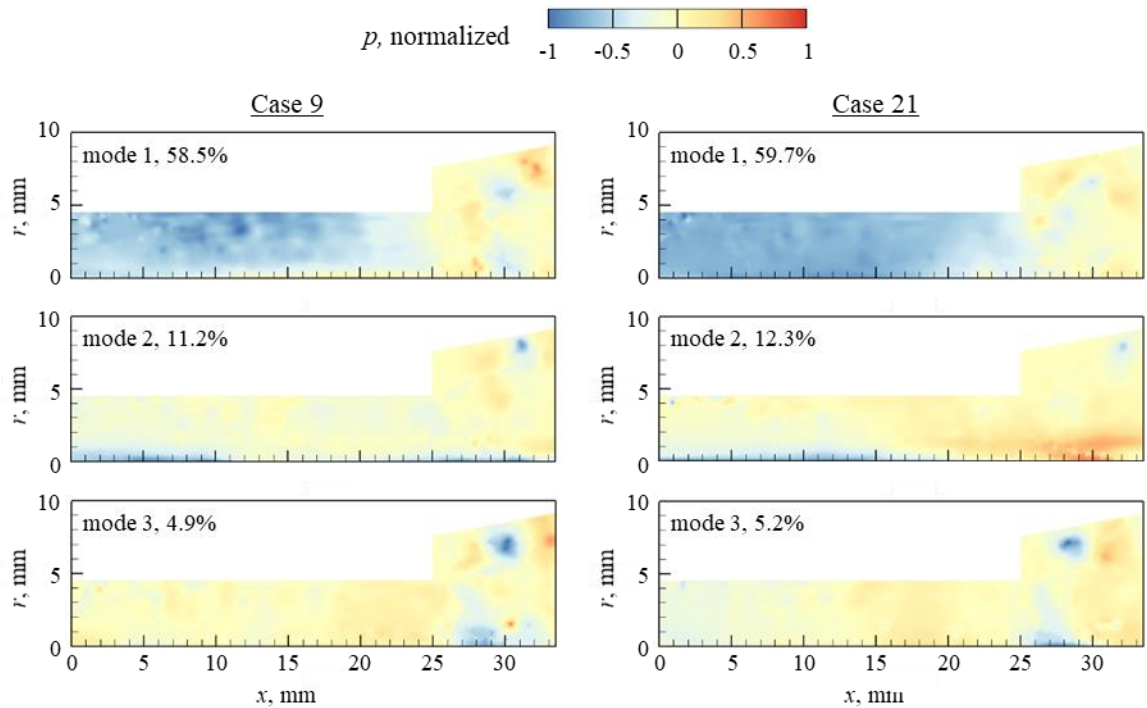 p, normalized
-1 -0.5 0 0.5 1
Case 9 Case 21
10 mode 1, 58.5% 10 mode 1, 59.7%
r, mm 5 r, mm 5
0 0
10 mode 2, 11.2% 10 mode 2, 12.3%
r, mm 5 r, mm 5
0 0
10 mode 3, 4.9% 10 mode 3, 5.2%
r, mm 5 r, mm 5
0 0
0 5 10 15 20 25 30 0 5 10 15 20 25 30
x, mm x, mm